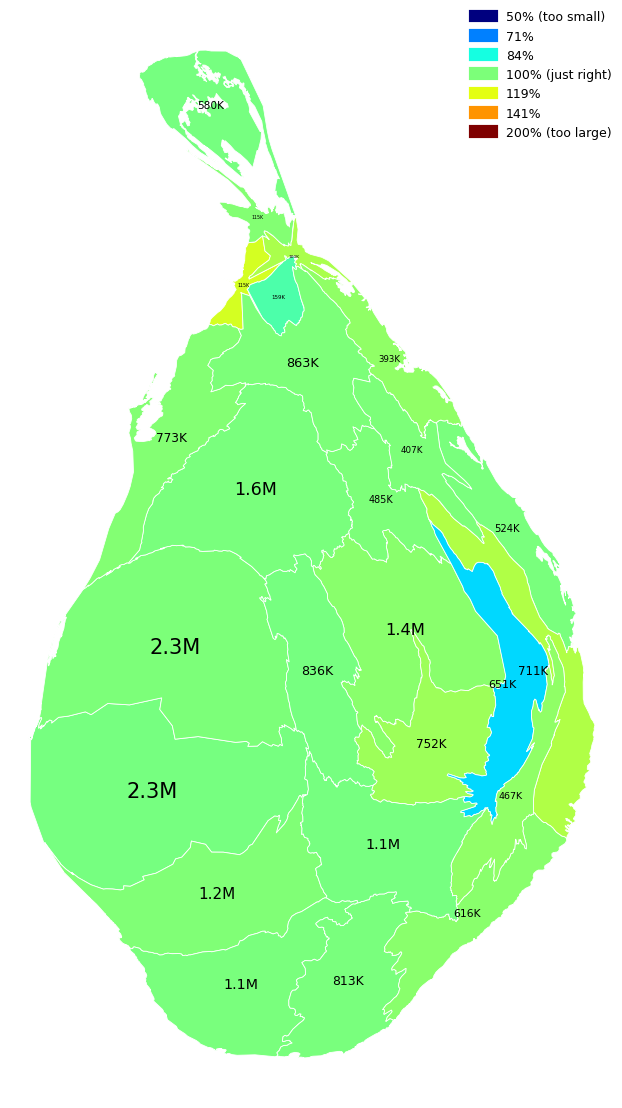 50% (too small)
71%
84%
100% (just right)
119%
141%
200% (too large)
580K
115K
115K
159K
863K
393K
773K
407K
1.6M
485K
524K
1.4M
2.3M
836K
711K
651K
752K
2.3M
467K
1.1M
1.2M
616K
813K
1.1M